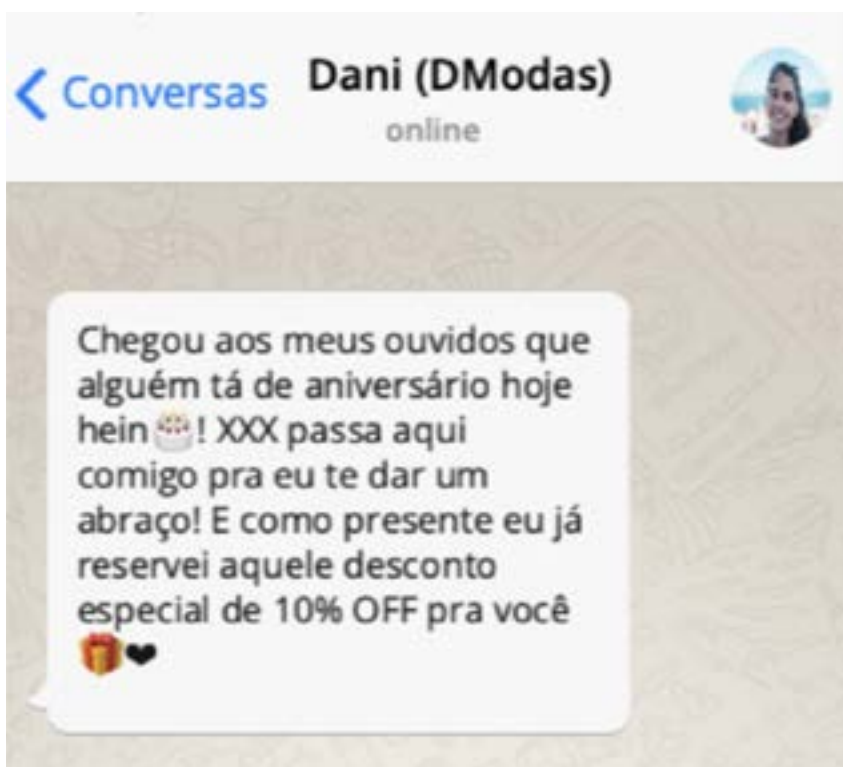 Conversas
Dani (DModas)
online
Chegou aos meus ouvidos que
alguém tá de aniversário hoje
hein🎂! XXX passa aqui
comigo pra eu te dar um
abraço! E como presente eu já
reservei aquele desconto
especial de 10% OFF pra você
🎁❤